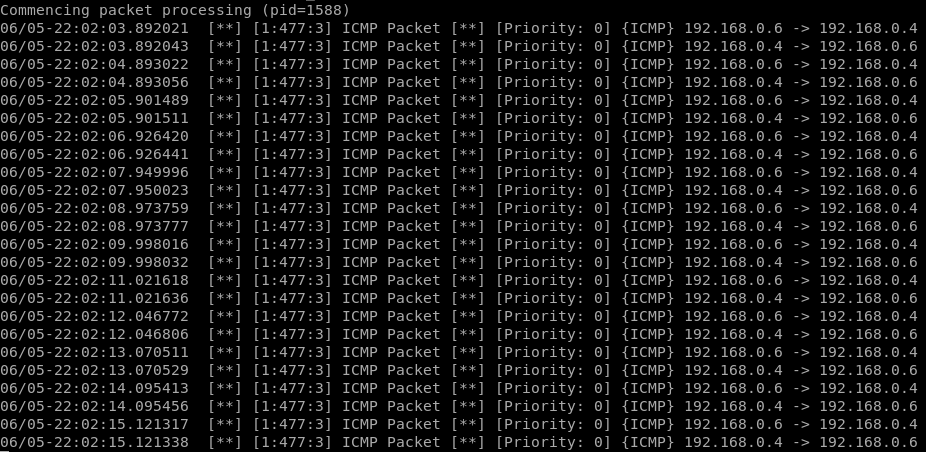 Commencing packet processing (pid=1588)
06/05-22:02:03.892021  [**] [1:477:3] ICMP Packet [**] [Priority: 0] {ICMP} 192.168.0.6 -> 192.168.0.4
06/05-22:02:03.892043  [**] [1:477:3] ICMP Packet [**] [Priority: 0] {ICMP} 192.168.0.4 -> 192.168.0.6
06/05-22:02:04.893022  [**] [1:477:3] ICMP Packet [**] [Priority: 0] {ICMP} 192.168.0.6 -> 192.168.0.4
06/05-22:02:04.893056  [**] [1:477:3] ICMP Packet [**] [Priority: 0] {ICMP} 192.168.0.4 -> 192.168.0.6
06/05-22:02:05.901489  [**] [1:477:3] ICMP Packet [**] [Priority: 0] {ICMP} 192.168.0.6 -> 192.168.0.4
06/05-22:02:05.901511  [**] [1:477:3] ICMP Packet [**] [Priority: 0] {ICMP} 192.168.0.4 -> 192.168.0.6
06/05-22:02:06.926420  [**] [1:477:3] ICMP Packet [**] [Priority: 0] {ICMP} 192.168.0.6 -> 192.168.0.4
06/05-22:02:06.926441  [**] [1:477:3] ICMP Packet [**] [Priority: 0] {ICMP} 192.168.0.4 -> 192.168.0.6
06/05-22:02:07.949996  [**] [1:477:3] ICMP Packet [**] [Priority: 0] {ICMP} 192.168.0.6 -> 192.168.0.4
06/05-22:02:07.950023  [**] [1:477:3] ICMP Packet [**] [Priority: 0] {ICMP} 192.168.0.4 -> 192.168.0.6
06/05-22:02:08.973759  [**] [1:477:3] ICMP Packet [**] [Priority: 0] {ICMP} 192.168.0.6 -> 192.168.0.4
06/05-22:02:08.973777  [**] [1:477:3] ICMP Packet [**] [Priority: 0] {ICMP} 192.168.0.4 -> 192.168.0.6
06/05-22:02:09.998016  [**] [1:477:3] ICMP Packet [**] [Priority: 0] {ICMP} 192.168.0.6 -> 192.168.0.4
06/05-22:02:09.998032  [**] [1:477:3] ICMP Packet [**] [Priority: 0] {ICMP} 192.168.0.4 -> 192.168.0.6
06/05-22:02:11.021618  [**] [1:477:3] ICMP Packet [**] [Priority: 0] {ICMP} 192.168.0.6 -> 192.168.0.4
06/05-22:02:11.021636  [**] [1:477:3] ICMP Packet [**] [Priority: 0] {ICMP} 192.168.0.4 -> 192.168.0.6
06/05-22:02:12.046772  [**] [1:477:3] ICMP Packet [**] [Priority: 0] {ICMP} 192.168.0.6 -> 192.168.0.4
06/05-22:02:12.046806  [**] [1:477:3] ICMP Packet [**] [Priority: 0] {ICMP} 192.168.0.4 -> 192.168.0.6
06/05-22:02:13.070511  [**] [1:477:3] ICMP Packet [**] [Priority: 0] {ICMP} 192.168.0.6 -> 192.168.0.4
06/05-22:02:13.070529  [**] [1:477:3] ICMP Packet [**] [Priority: 0] {ICMP} 192.168.0.4 -> 192.168.0.6
06/05-22:02:14.095413  [**] [1:477:3] ICMP Packet [**] [Priority: 0] {ICMP} 192.168.0.6 -> 192.168.0.4
06/05-22:02:14.095456  [**] [1:477:3] ICMP Packet [**] [Priority: 0] {ICMP} 192.168.0.4 -> 192.168.0.6
06/05-22:02:15.121317  [**] [1:477:3] ICMP Packet [**] [Priority: 0] {ICMP} 192.168.0.6 -> 192.168.0.4
06/05-22:02:15.121338  [**] [1:477:3] ICMP Packet [**] [Priority: 0] {ICMP} 192.168.0.4 -> 192.168.0.6